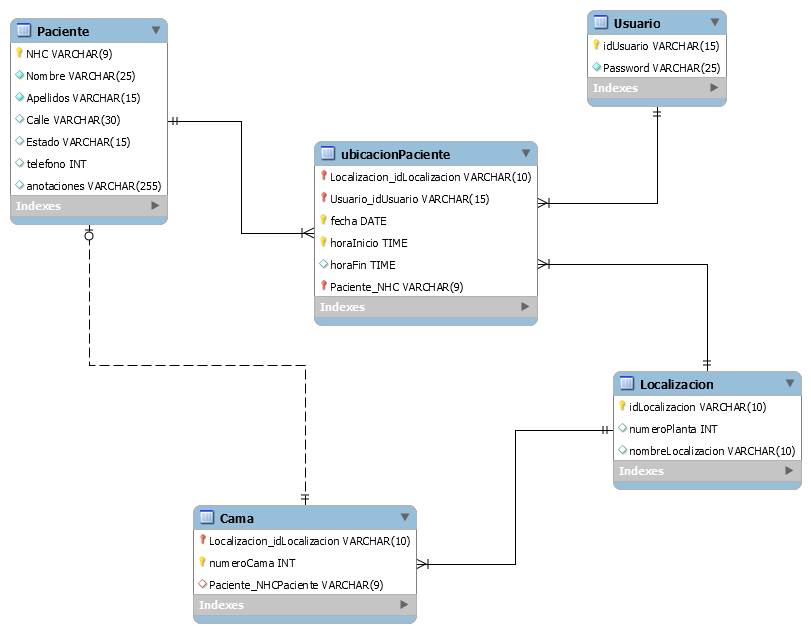 Paciente
NHC VARCHAR(9)
Nombre VARCHAR(25)
Apellidos VARCHAR(15)
Calle VARCHAR(30)
Estado VARCHAR(15)
telefono INT
anotaciones VARCHAR(255)
Indexes
Usuario
idUsuario VARCHAR(15)
Password VARCHAR(25)
Indexes
ubicacionPaciente
Localizacion_idLocalizacion VARCHAR(10)
Usuario_idUsuario VARCHAR(15)
fecha DATE
horaInicio TIME
horaFin TIME
Paciente_NHC VARCHAR(9)
Indexes
Localizacion
idLocalizacion VARCHAR(10)
numeroPlanta INT
nombreLocalizacion VARCHAR(10)
Indexes
Cama
Localizacion_idLocalizacion VARCHAR(10)
numeroCama INT
Paciente_NHCPaciente VARCHAR(9)
Indexes